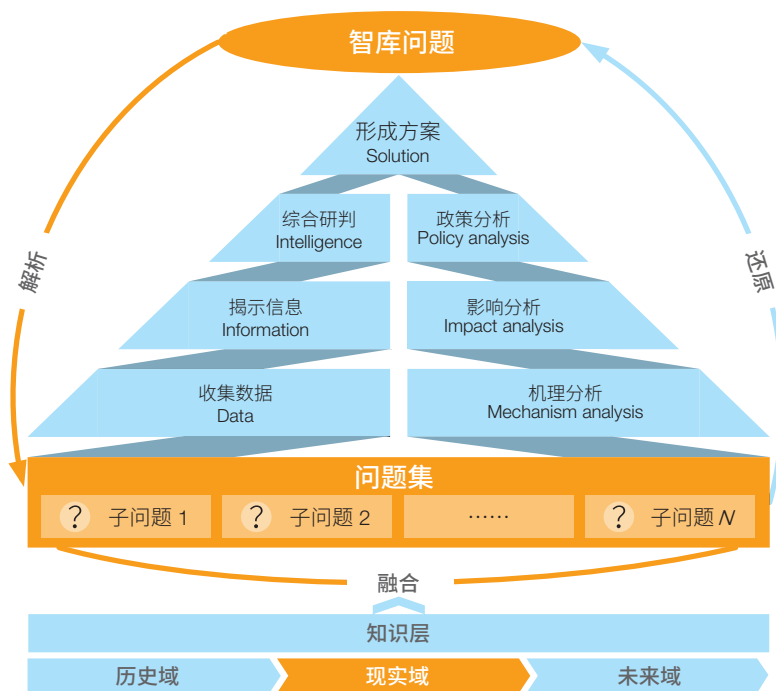 智库问题
形成方案
Solution
综合研判
Intelligence
政策分析
Policy analysis
解析
还原
揭示信息
Information
影响分析
Impact analysis
收集数据
Data
机理分析
Mechanism analysis
问题集
? 子问题 1
? 子问题 2
……
? 子问题 N
融合
知识层
历史域
现实域
未来域